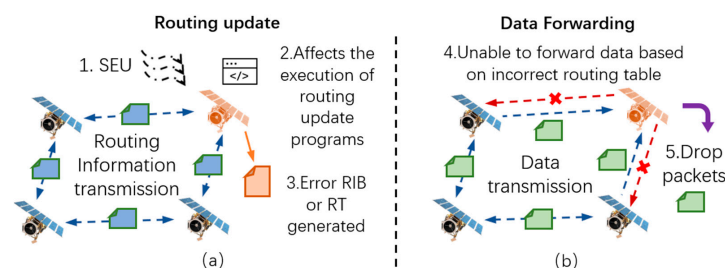 Routing update
1. SEU
</>
2.Affects the
execution of
routing
update
programs
Routing
Information
transmission
3.Error RIB
or RT
generated
(a)
Data Forwarding
4.Unable to forward data based
on incorrect routing table
Data
transmission
5.Drop
packets
(b)